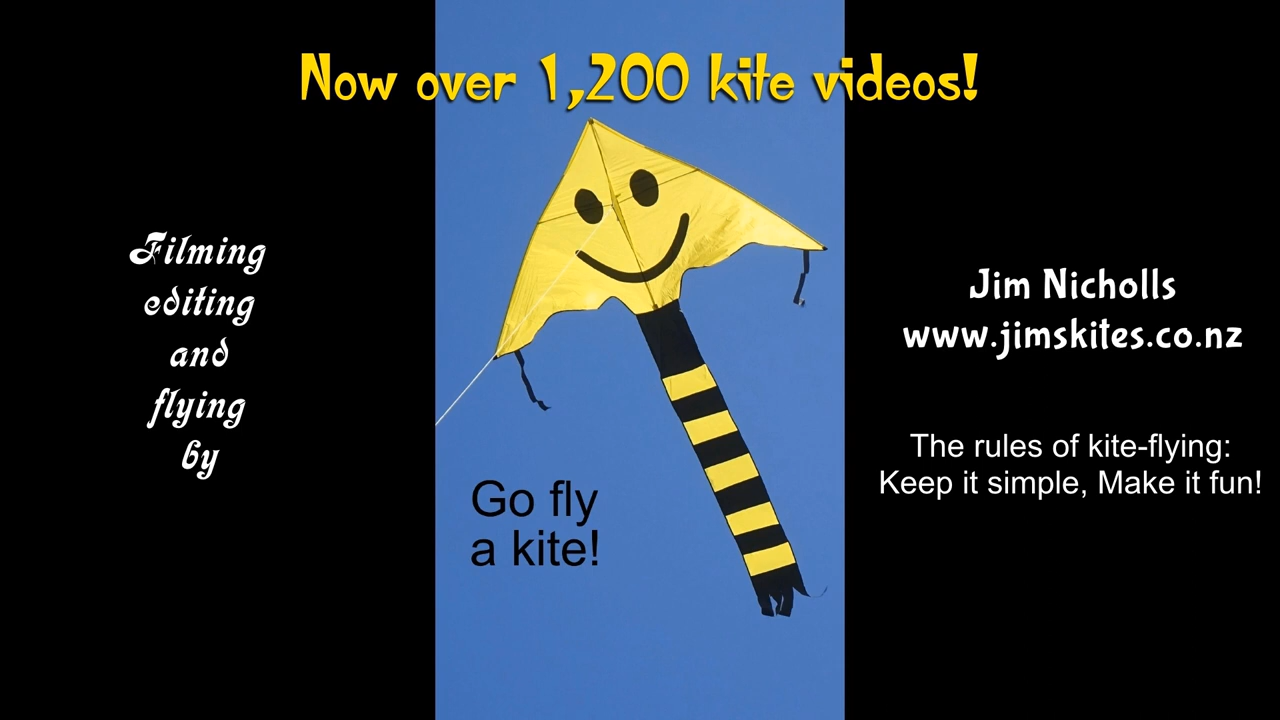 Now over 1,200 kite videos!
Filming
editing
and
flying
by
Go fly
a kite!
Jim Nicholls
www.jimskites.co.nz
The rules of kite-flying:
Keep it simple, Make it fun!